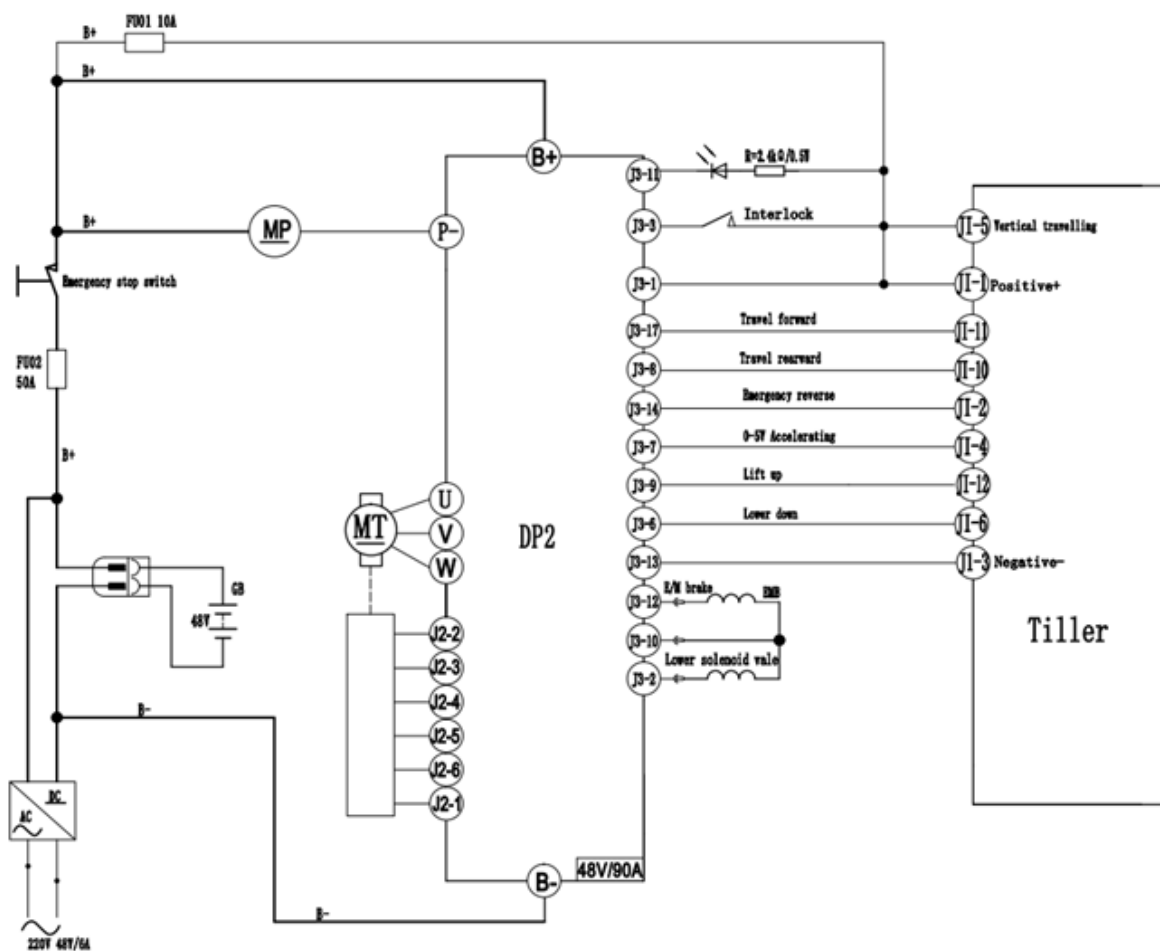 FU01 10A
B+
B+
B+
J3-11
R=2.4kΩ/0.5W
B+
MP
P-
J3-3
Interlock
JI-5 Vertical travelling
Emergency stop switch
J3-1
JI-1 Positive+
J3-17
Travel forward
JI-11
FU02
50A
J3-8
Travel rearward
JI-10
J3-14
Emergency reverse
JI-2
B+
J3-7
0-5V Accelerating
JI-4
J3-9
Lift up
JI-12
U
MT
V
DP2
J3-6
Lower down
JI-6
W
J3-13
J1-3 Negative-
GB
48V
J3-12
E/M brake
EMB
J2-2
J3-10
Tiller
J2-3
Lower solenoid vale
J3-2
J2-4
B-
J2-5
J2-6
DC
AC
J2-1
48V/90A
B-
B-
220V 48V/6A